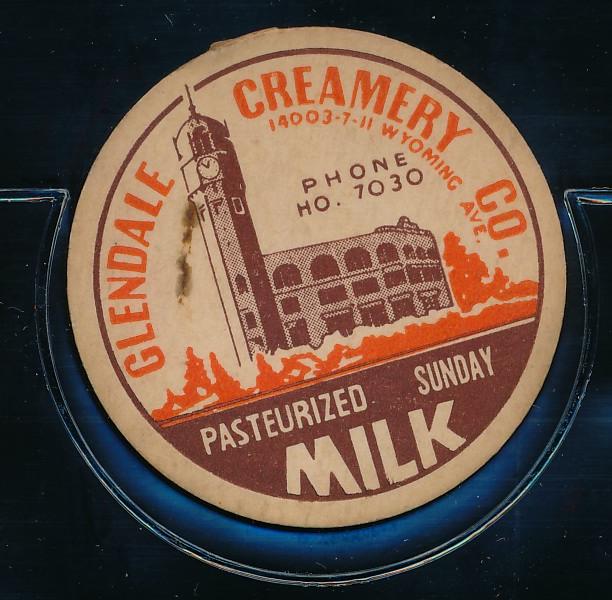 GLENDALE CREAMERY CO.
14003-7-11 WYOMING AVE.
PHONE
HO. 7030
PASTEURIZED SUNDAY
MILK